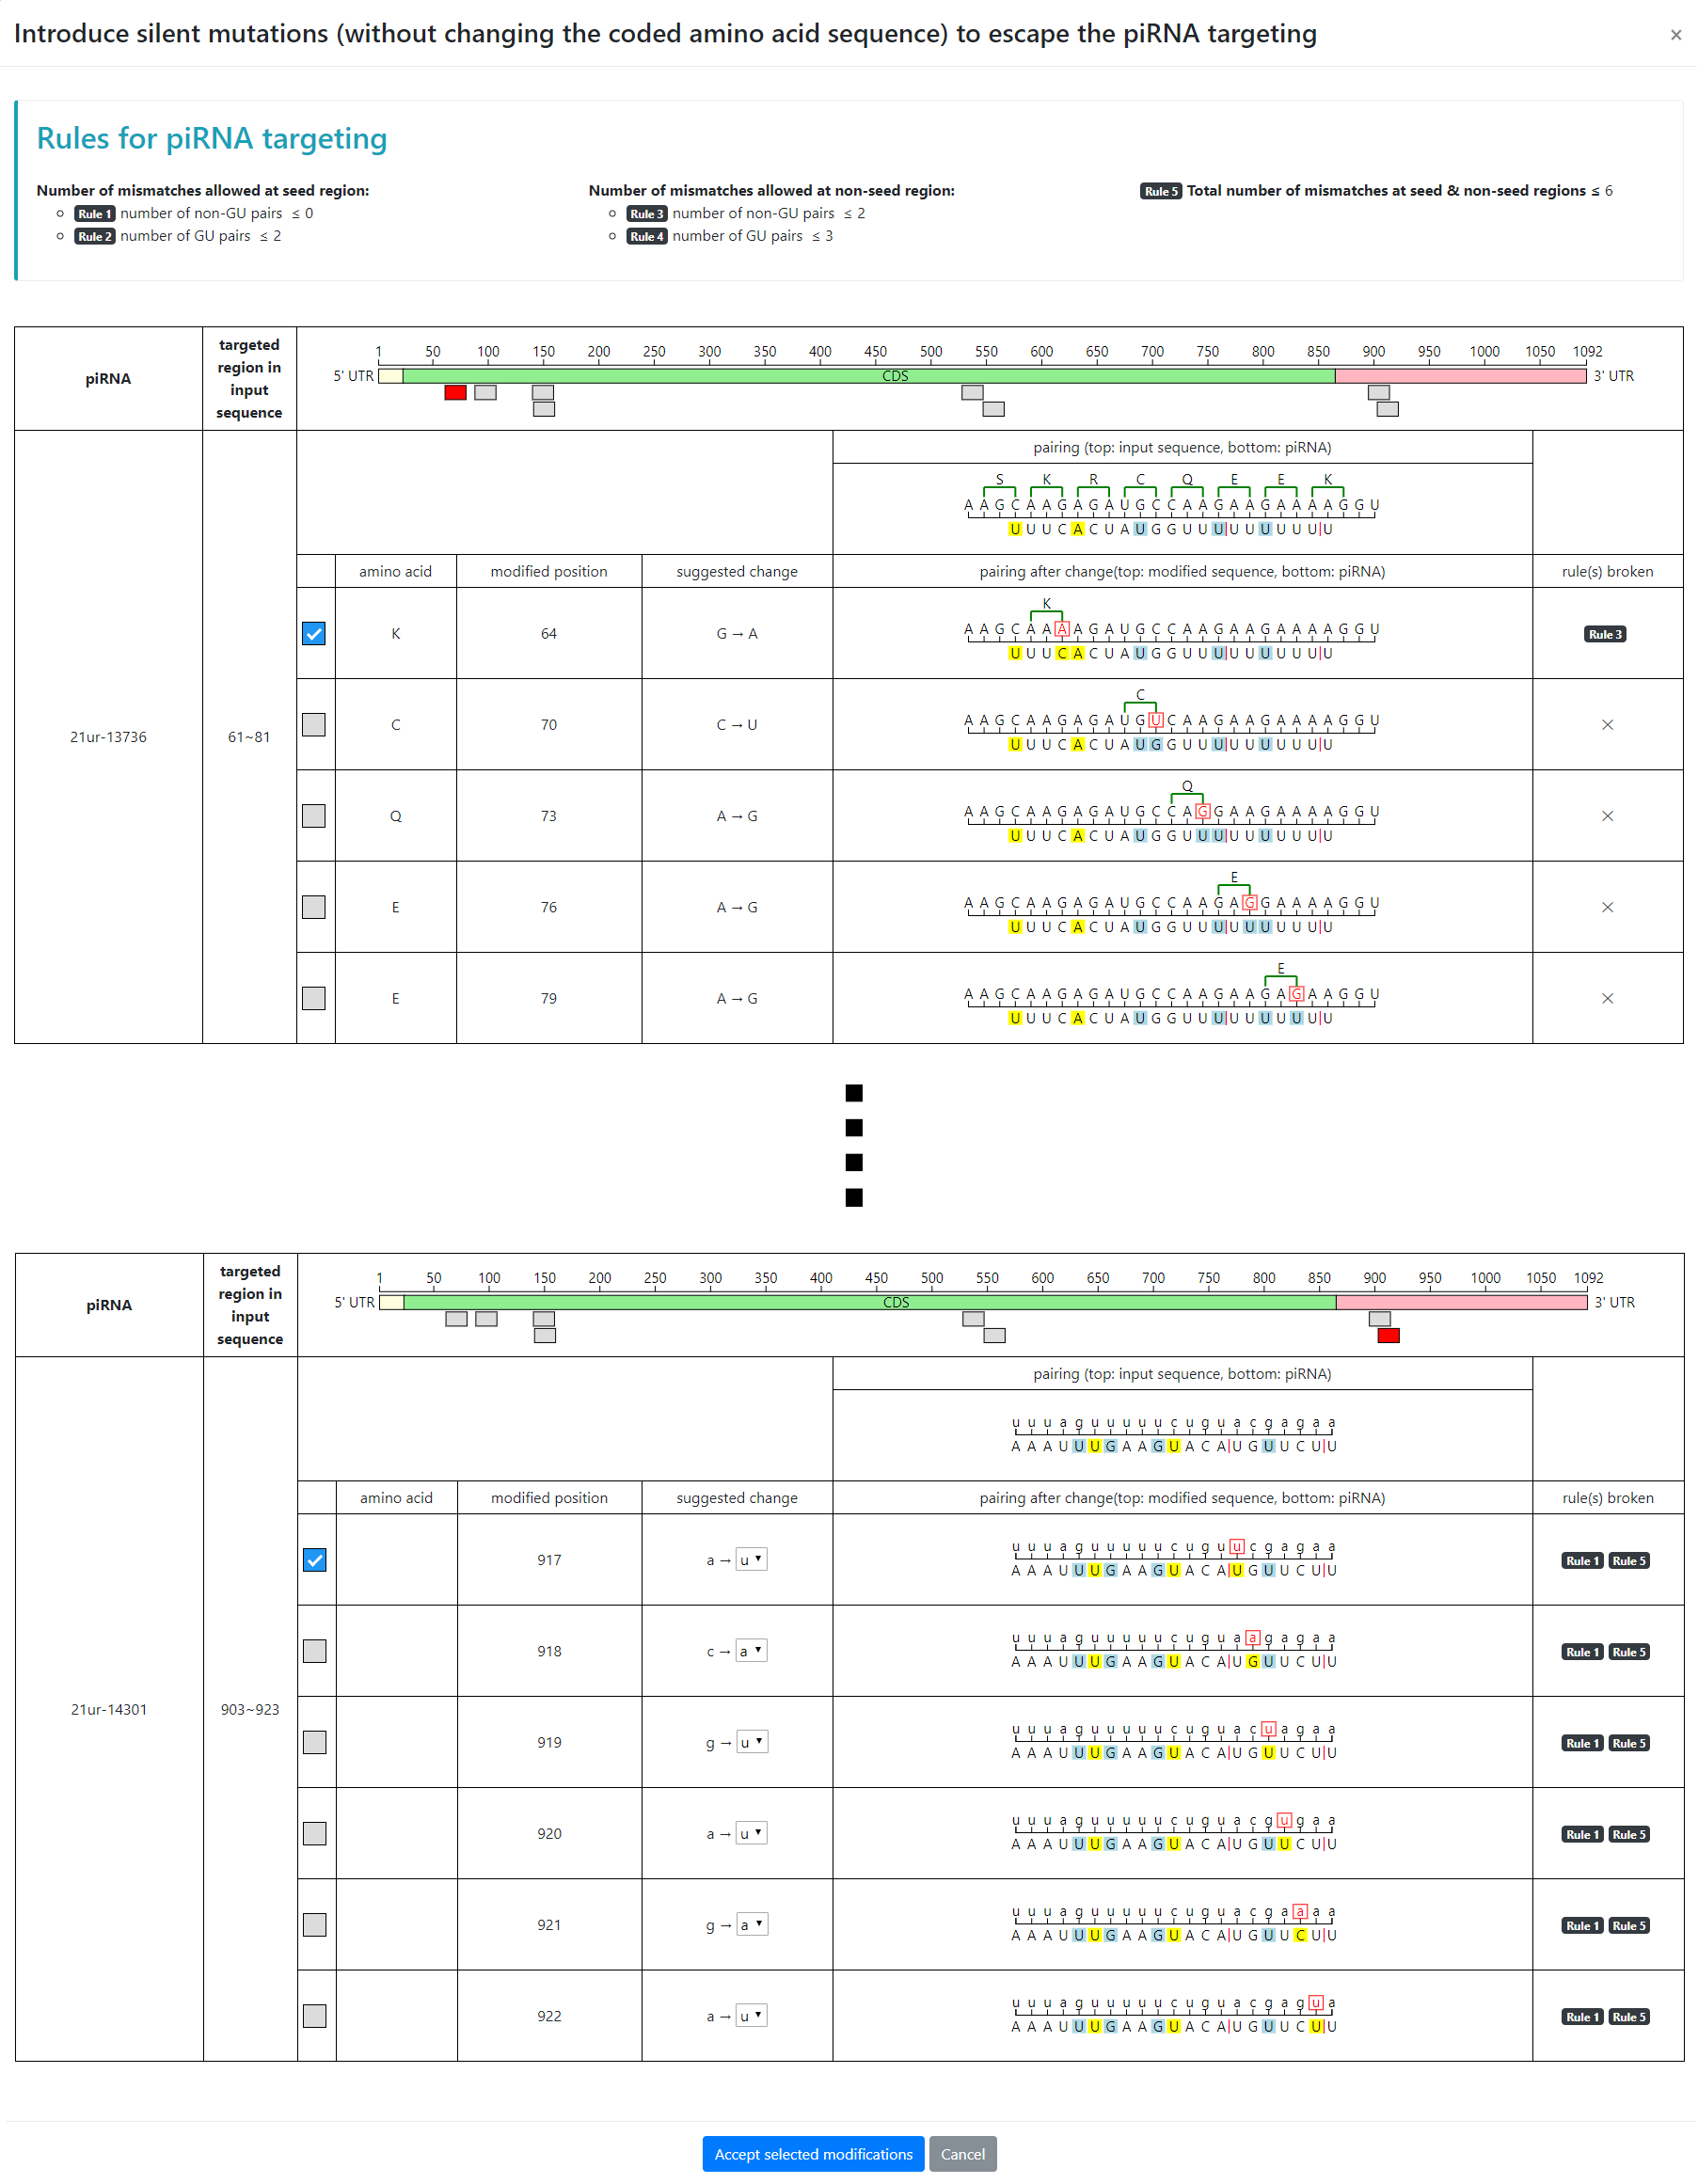 Introduce silent mutations (without changing the coded amino acid sequence) to escape the piRNA targeting ×
Rules for piRNA targeting
Number of mismatches allowed at seed region: Number of mismatches allowed at non-seed region: Rule 5 Total number of mismatches at seed & non-seed regions ≤ 6
Rule 1 number of non-GU pairs ≤ 0 Rule 3 number of non-GU pairs ≤ 2
Rule 2 number of GU pairs ≤ 2 Rule 4 number of GU pairs ≤ 3
piRNA
targeted
region in
input
sequence
1 50 100 150 200 250 300 350 400 450 500 550 600 650 700 750 800 850 900 950 1000 1050 1092
5' UTR CDS 3' UTR
21ur-13736
61~81
pairing (top: input sequence, bottom: piRNA)
S K R C Q E E K
A A G C A A G A G A U G C C A A G A A G A A A A G G U
U U U C A C U A U G G U U U|U U U U U U|U
amino acid modified position suggested change pairing after change(top: modified sequence, bottom: piRNA) rule(s) broken
K
A A G C A A A A G A U G C C A A G A A G A A A A G G U
K 64 G → A Rule 3
U U U C A C U A U G G U U U|U U U U U U|U
C
A A G C A A G A G A U G U C A A G A A G A A A A G G U
C 70 C → U ×
U U U C A C U A U G G U U U|U U U U U U|U
Q
A A G C A A G A G A U G C C A G G A A G A A A A G G U
Q 73 A → G ×
U U U C A C U A U G G U U U|U U U U U U|U
E
A A G C A A G A G A U G C C A A G A G G A A A A G G U
E 76 A → G ×
U U U C A C U A U G G U U U|U U U U U U|U
E
A A G C A A G A G A U G C C A A G A A G A G A A G G U
E 79 A → G ×
U U U C A C U A U G G U U U|U U U U U U|U
piRNA
targeted
region in
input
sequence
1 50 100 150 200 250 300 350 400 450 500 550 600 650 700 750 800 850 900 950 1000 1050 1092
5' UTR CDS 3' UTR
21ur-14301
903~923
pairing (top: input sequence, bottom: piRNA)
u u u a g u u u u u c u g u a c g a g a a
A A A U U U G A A G U A C A|U G U U C U|U
amino acid modified position suggested change pairing after change(top: modified sequence, bottom: piRNA) rule(s) broken
u u u a g u u u u u c u g u u c g a g a a
917 a → u Rule 1 Rule 5
A A A U U U G A A G U A C A|U G U U C U|U
u u u a g u u u u u c u g u a a g a g a a
918 c → a Rule 1 Rule 5
A A A U U U G A A G U A C A|U G U U C U|U
u u u a g u u u u u c u g u a c u a g a a
919 g → u Rule 1 Rule 5
A A A U U U G A A G U A C A|U G U U C U|U
u u u a g u u u u u c u g u a c g u g a a
920 a → u Rule 1 Rule 5
A A A U U U G A A G U A C A|U G U U C U|U
u u u a g u u u u u c u g u a c g a a a a
921 g → a Rule 1 Rule 5
A A A U U U G A A G U A C A|U G U U C U|U
u u u a g u u u u u c u g u a c g a g u a
922 a → u Rule 1 Rule 5
A A A U U U G A A G U A C A|U G U U C U|U
Accept selected modifications Cancel